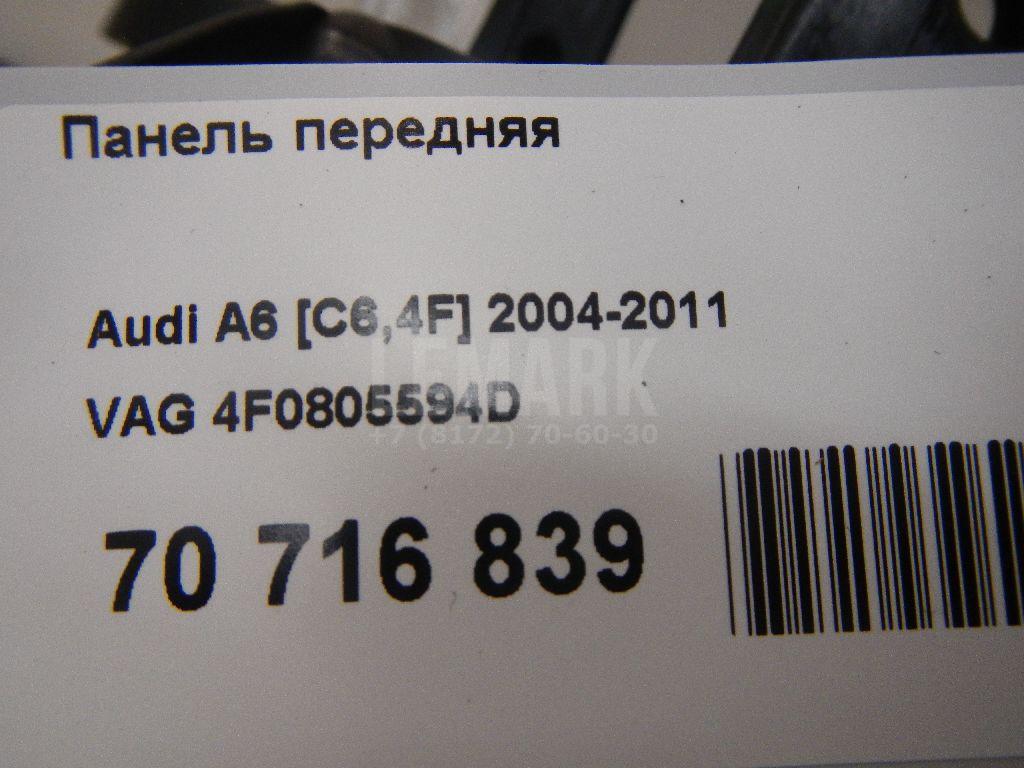 Панель передняя
Audi A6 [C6,4F] 2004-2011
LEMARK
VAG 4F0805594D
+7 (8172) 70-60-30
70 716 839